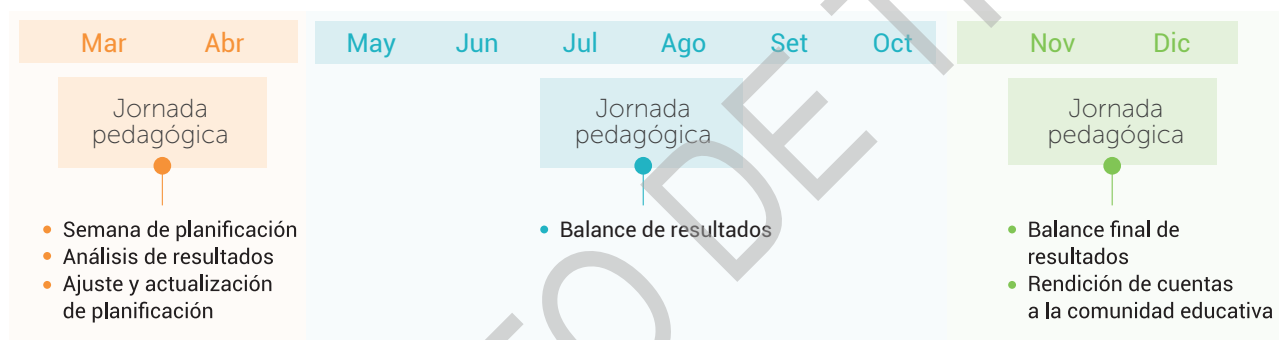 Mar Abr May Jun Jul Ago Set Oct Nov Dic
Jornada
pedagógica
Semana de planificación
Análisis de resultados
Ajuste y actualización
de planificación
Jornada
pedagógica
Balance de resultados
Jornada
pedagógica
Balance final de
resultados
Rendición de cuentas
a la comunidad educativa
O DE T